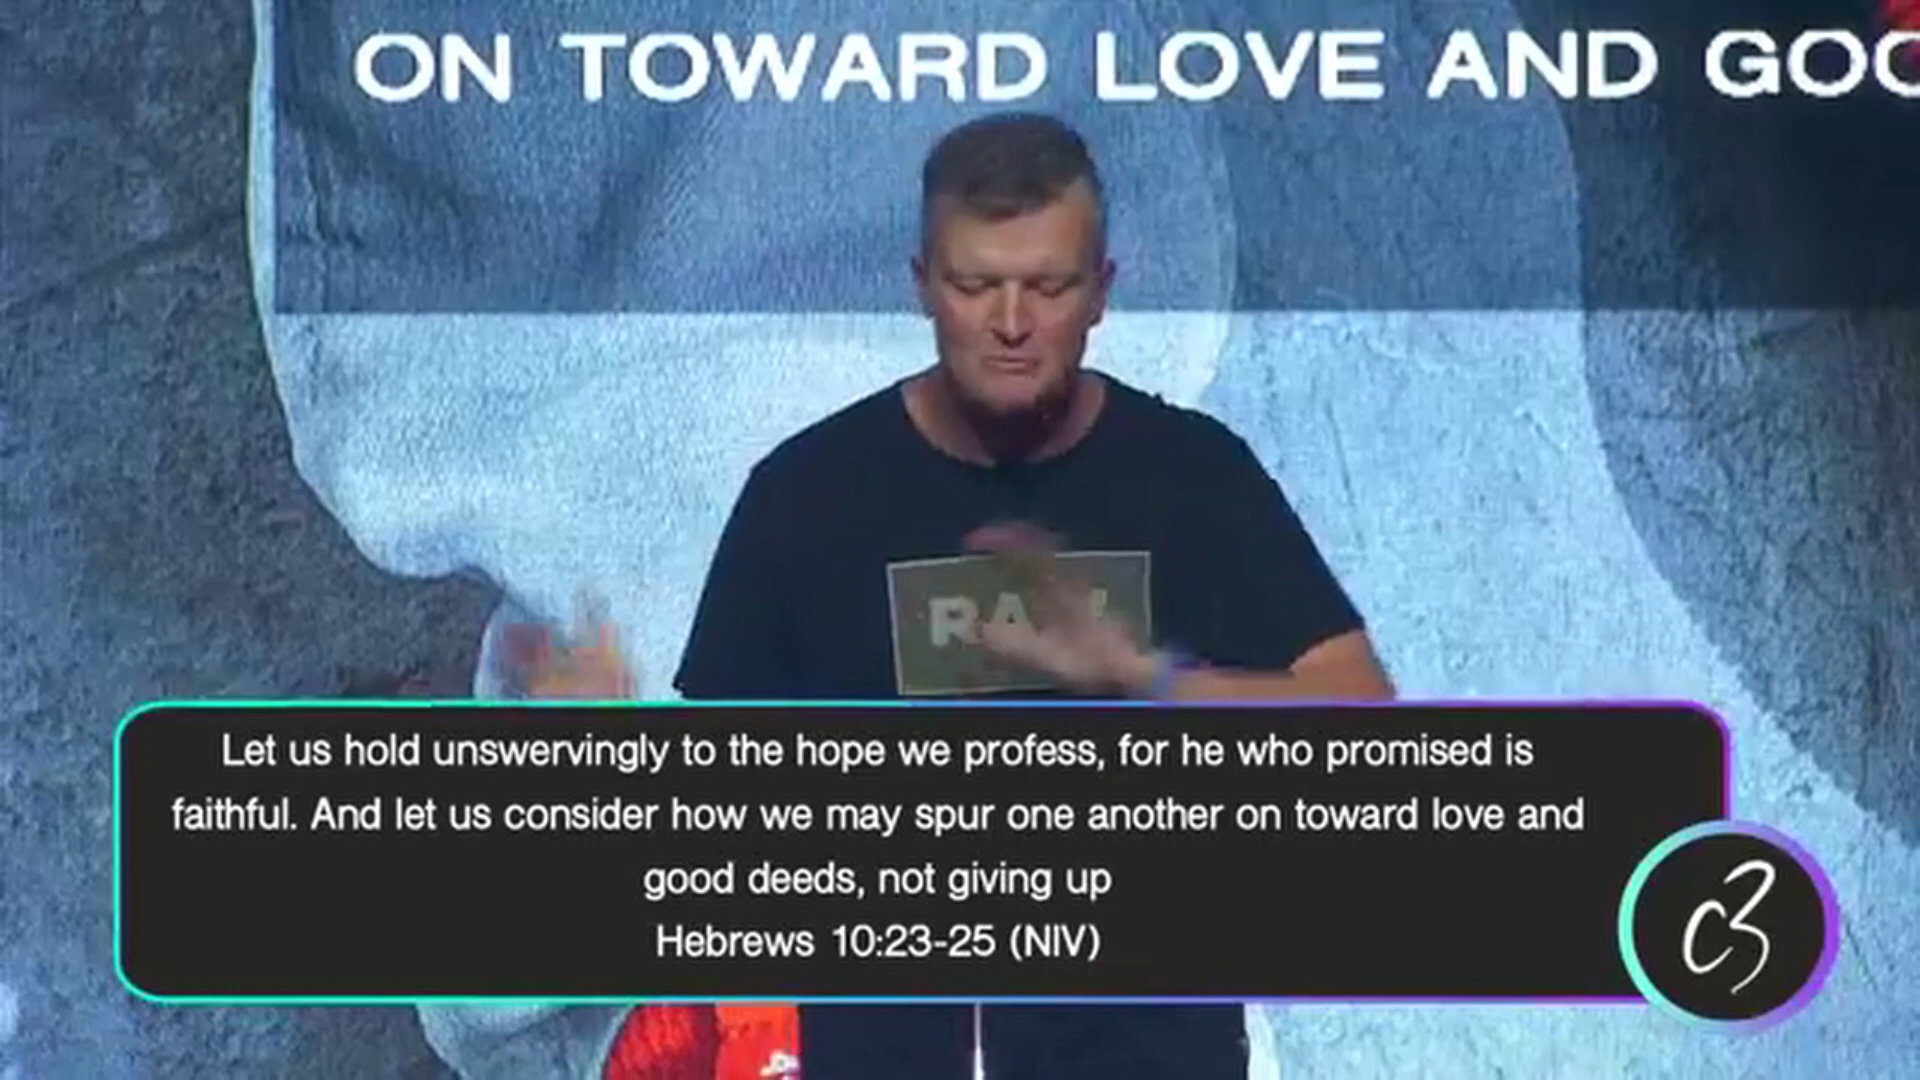 ON TOWARD LOVE AND GOO
RA
Let us hold unswervingly to the hope we profess, for he who promised is
faithful. And let us consider how we may spur one another on toward love and
good deeds, not giving up
Hebrews 10:23-25 (NIV)
c3